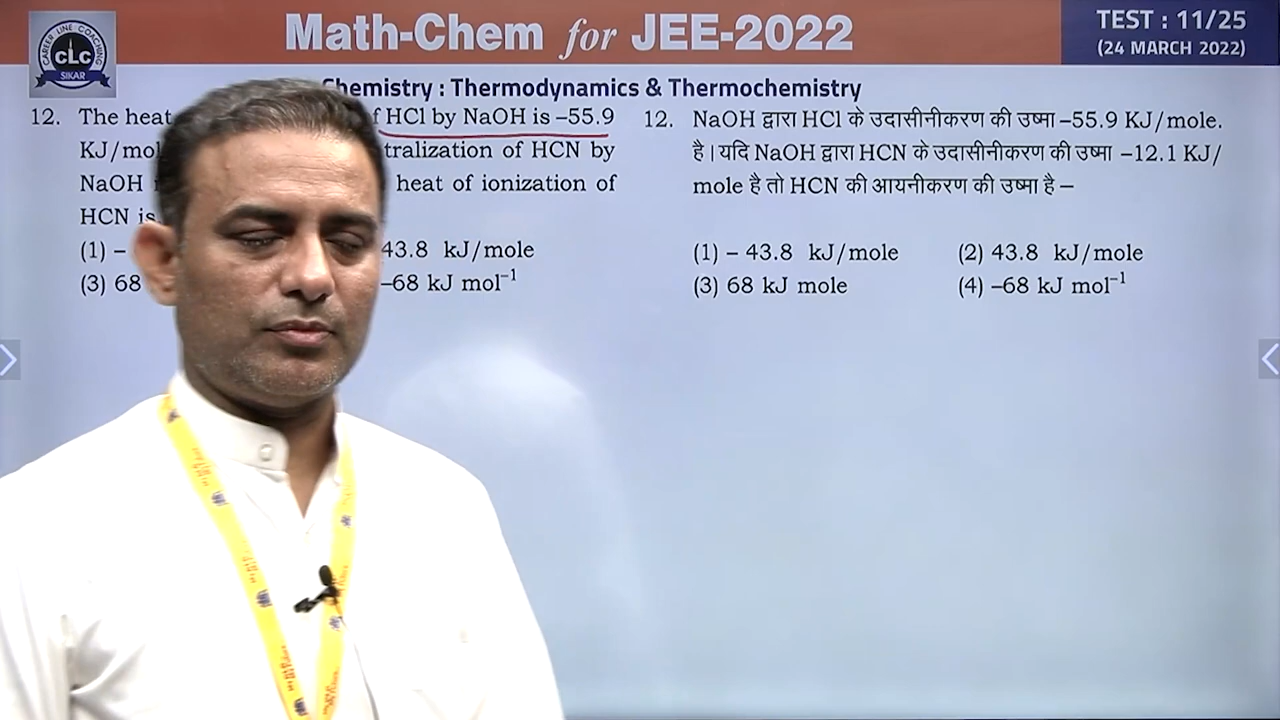 Math-Chem for JEE-2022
TEST : 11/25
(24 MARCH 2022)
CAREER LINE COACHING
CLC
SIKAR
Chemistry : Thermodynamics & Thermochemistry
12. The heat f HCl by NaOH is –55.9
KJ/mol tralization of HCN by
NaOH heat of ionization of
HCN is
(1) – 43.8 kJ/mole
(3) 68 –68 kJ mol⁻¹
12. NaOH द्वारा HCl के उदासीनीकरण की उष्मा –55.9 KJ/mole.
है। यदि NaOH द्वारा HCN के उदासीनीकरण की उष्मा –12.1 KJ/
mole है तो HCN की आयनीकरण की उष्मा है –
(1) – 43.8 kJ/mole (2) 43.8 kJ/mole
(3) 68 kJ mole (4) –68 kJ mol⁻¹